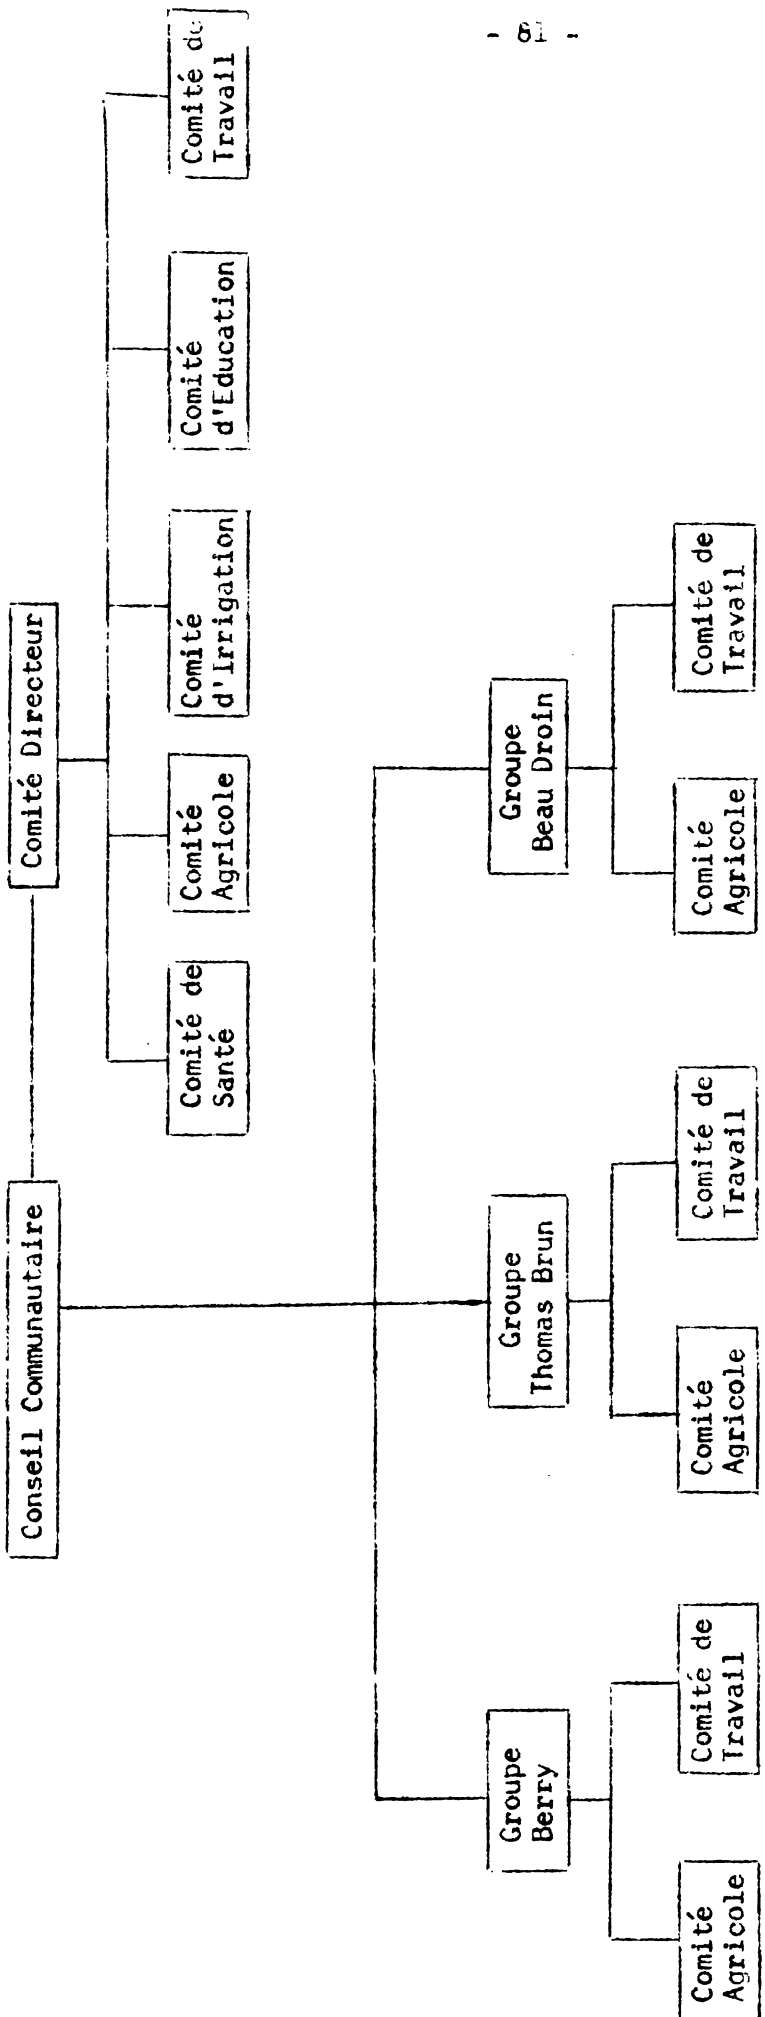 - 81 -
Conseil Communautaire
Comité Directeur
Comité de
Santé
Comité
Agricole
Comité
d'Irrigation
Comité
d'Education
Comité de
Travail
Groupe
Berry
Groupe
Thomas Brun
Groupe
Beau Droin
Comité
Agricole
Comité de
Travail
Comité
Agricole
Comité de
Travail
Comité
Agricole
Comité de
Travail